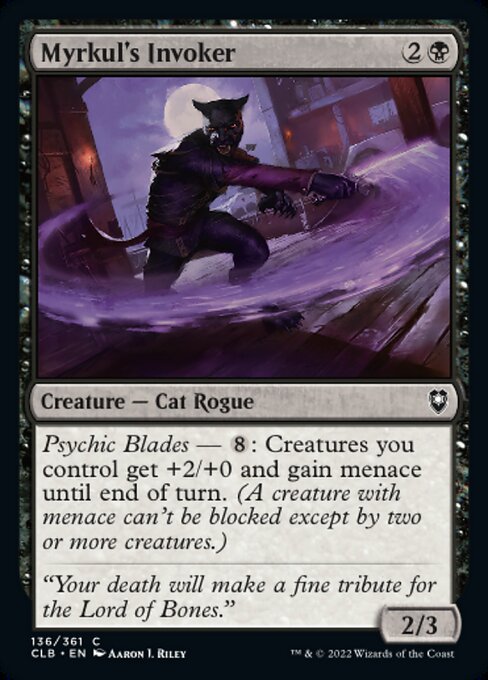 Myrkul's Invoker 2
Creature — Cat Rogue
Psychic Blades — 8: Creatures you
control get +2/+0 and gain menace
until end of turn. (A creature with
menace can't be blocked except by two
or more creatures.)
“Your death will make a fine tribute for
the Lord of Bones.”
2/3
136/361 C
CLB • EN Aaron J. Riley ™ & © 2022 Wizards of the Coast